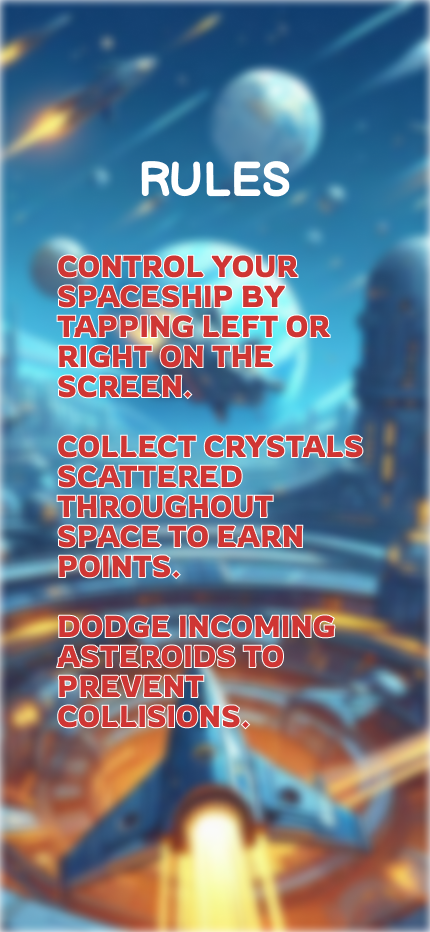 RULES
CONTROL YOUR
SPACESHIP BY
TAPPING LEFT OR
RIGHT ON THE
SCREEN.
COLLECT CRYSTALS
SCATTERED
THROUGHOUT
SPACE TO EARN
POINTS.
DODGE INCOMING
ASTEROIDS TO
PREVENT
COLLISIONS.